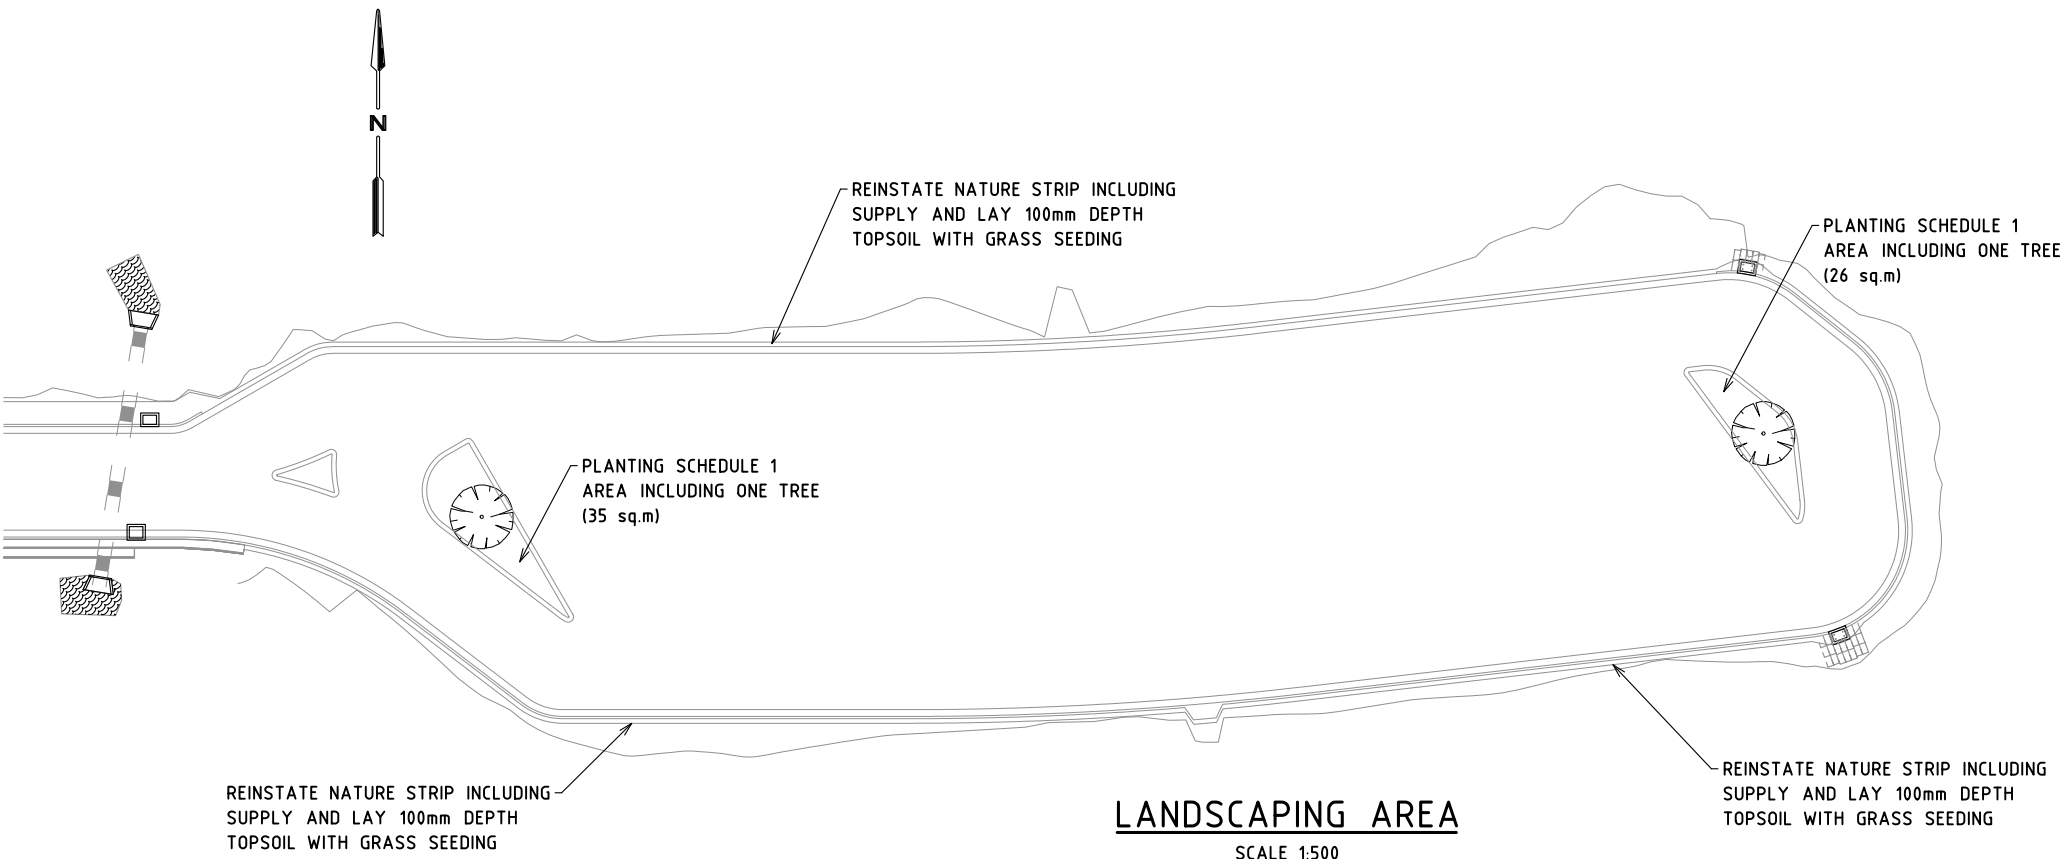 N
REINSTATE NATURE STRIP INCLUDING
SUPPLY AND LAY 100mm DEPTH
TOPSOIL WITH GRASS SEEDING
PLANTING SCHEDULE 1
AREA INCLUDING ONE TREE
(26 sq.m)
PLANTING SCHEDULE 1
AREA INCLUDING ONE TREE
(35 sq.m)
REINSTATE NATURE STRIP INCLUDING
SUPPLY AND LAY 100mm DEPTH
TOPSOIL WITH GRASS SEEDING
LANDSCAPING AREA
SCALE 1:500
REINSTATE NATURE STRIP INCLUDING
SUPPLY AND LAY 100mm DEPTH
TOPSOIL WITH GRASS SEEDING